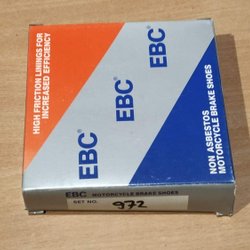 HIGH FRICTION LININGS FOR
INCREASED EFFICIENCY
EBC
EBC
EBC
NON ASBESTOS
MOTORCYCLE BRAKE SHOES
EBC MOTORCYCLE BRAKE SHOES
SET NO. 972